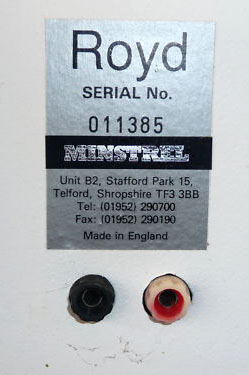 Royd
SERIAL No.
011385
MINSTREL
Unit B2, Stafford Park 15,
Telford, Shropshire TF3 3BB
Tel: (01952) 290700
Fax: (01952) 290190
Made in England